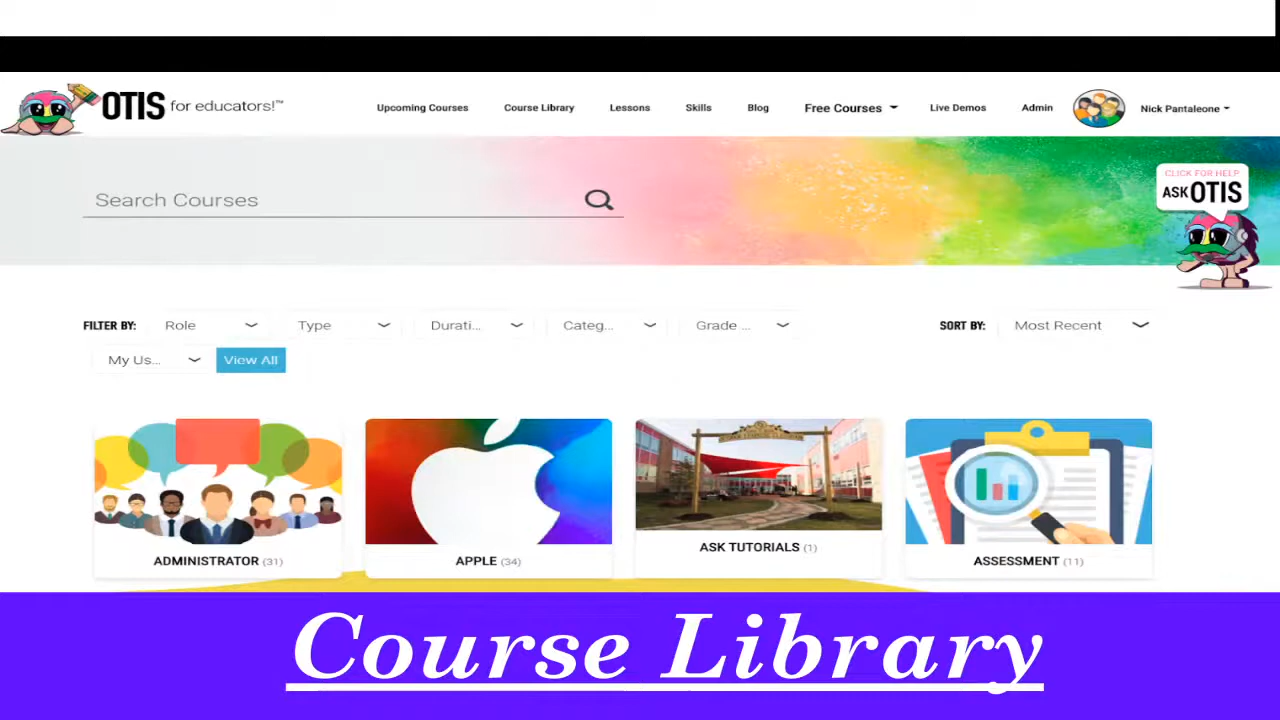 OTIS for educators!™
Upcoming Courses Course Library Lessons Skills Blog Free Courses Live Demos Admin Nick Pantaleone
Search Courses
CLICK FOR HELP
ASK OTIS
FILTER BY: Role Type Durati... Categ... Grade ... SORT BY: Most Recent
My Us... View All
ADMINISTRATOR (31)
APPLE (34)
ASK TUTORIALS (1)
ASSESSMENT (11)
Course Library